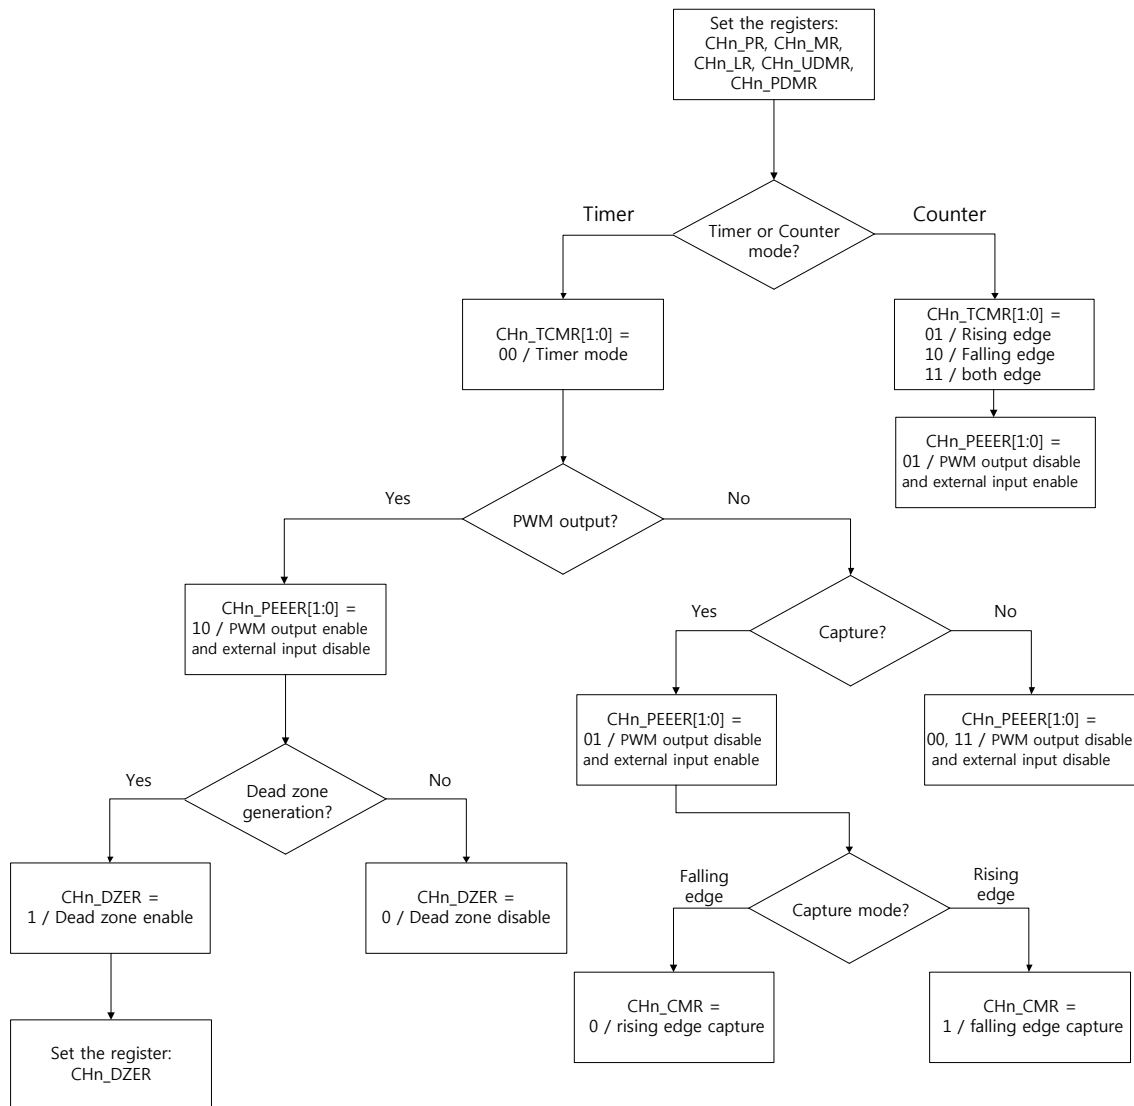 Set the registers:
CHn_PR, CHn_MR,
CHn_LR, CHn_UDMR,
CHn_PDMR
Timer
Counter
Timer or Counter
mode?
CHn_TCMR[1:0] =
00 / Timer mode
CHn_TCMR[1:0] =
01 / Rising edge
10 / Falling edge
11 / both edge
CHn_PEEER[1:0] =
01 / PWM output disable
and external input enable
Yes
No
PWM output?
CHn_PEEER[1:0] =
10 / PWM output enable
and external input disable
Yes
No
Capture?
CHn_PEEER[1:0] =
01 / PWM output disable
and external input enable
CHn_PEEER[1:0] =
00, 11 / PWM output disable
and external input disable
Yes
No
Dead zone
generation?
CHn_DZER =
1 / Dead zone enable
CHn_DZER =
0 / Dead zone disable
Falling
edge
Rising
edge
Capture mode?
CHn_CMR =
0 / rising edge capture
CHn_CMR =
1 / falling edge capture
Set the register:
CHn_DZER